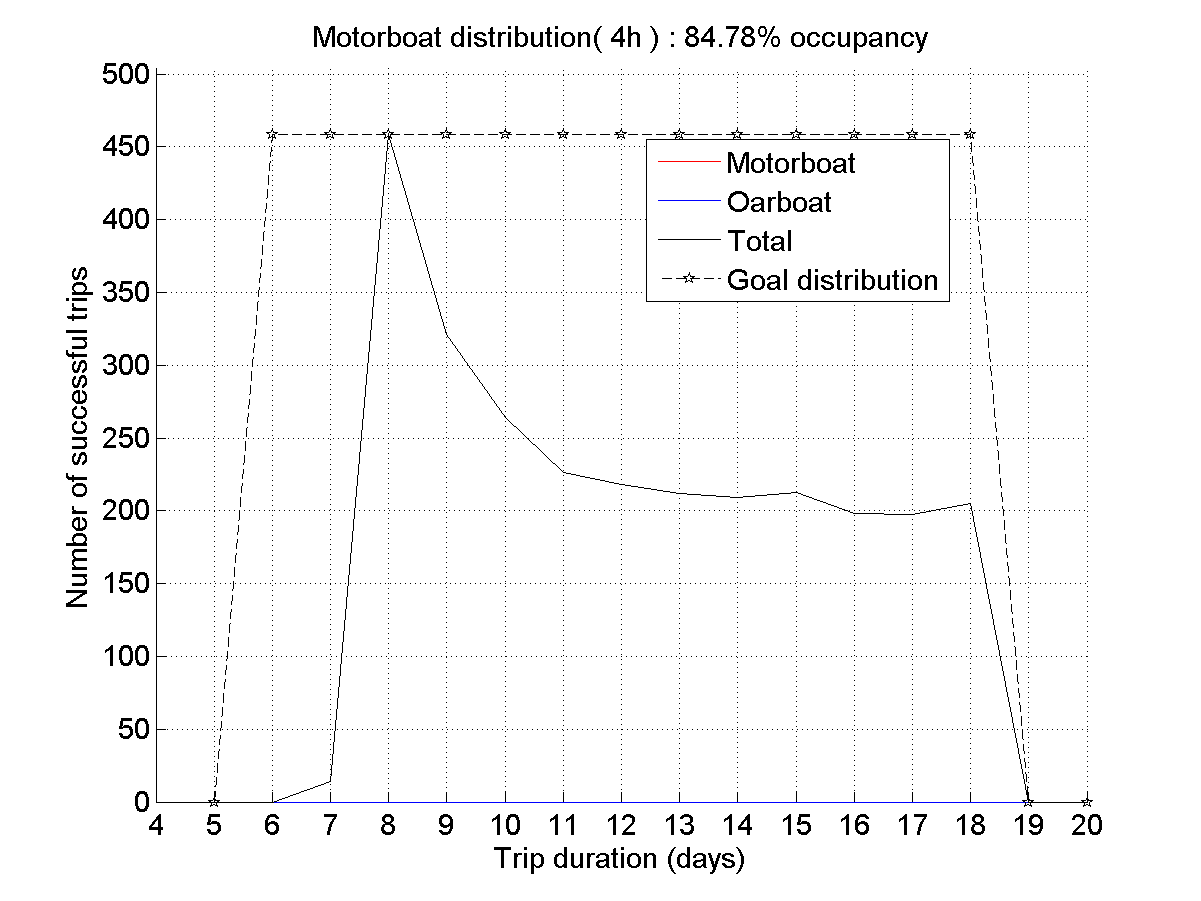 Motorboat distribution( 4h ) : 84.78% occupancy
500
450
400
350
300
250
200
150
100
50
0
Number of successful trips
Motorboat
Oarboat
Total
Goal distribution
4 5 6 7 8 9 10 11 12 13 14 15 16 17 18 19 20
Trip duration (days)